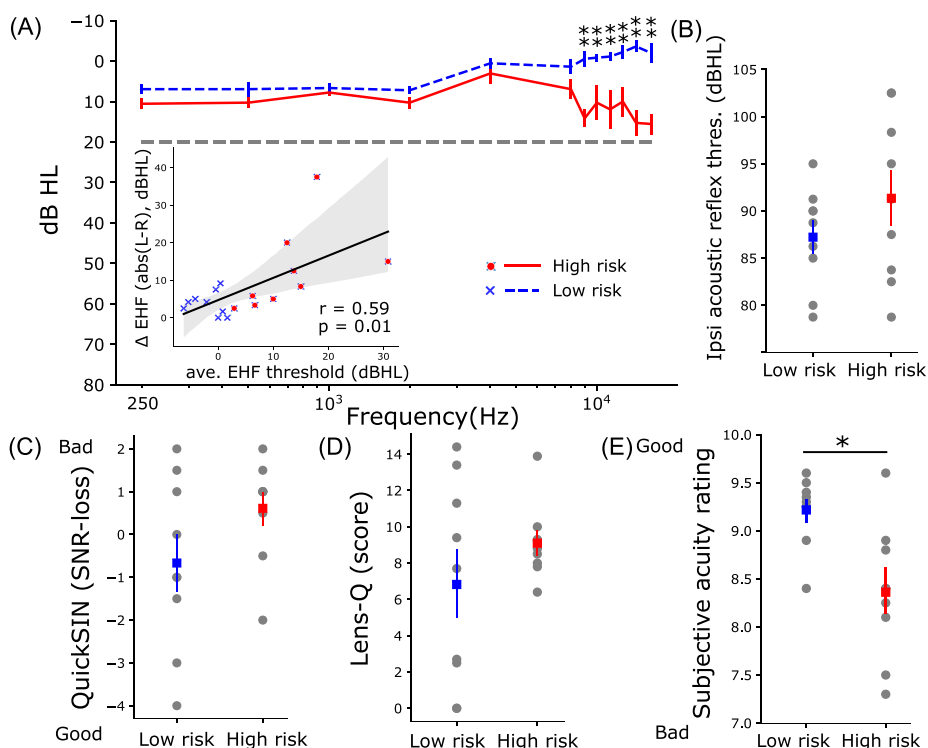 (A)
dB HL
−10
0
10
20
30
40
50
60
70
80
** ** ** ** ** **
Δ EHF (abs(L-R), dBHL)
40
30
20
10
0
r = 0.59
p = 0.01
0 10 20 30
ave. EHF threshold (dBHL)
High risk
Low risk
250 10³ 10⁴
Frequency(Hz)
(B)
Ipsi acoustic reflex thres. (dBHL)
105
100
95
90
85
80
Low risk High risk
(C)
Bad
QuickSIN (SNR-loss)
2
1
0
−1
−2
−3
−4
Good
Low risk High risk
(D)
Lens-Q (score)
14
12
10
8
6
4
2
0
Low risk High risk
(E)
Good
Subjective acuity rating
10.0
9.5
9.0
8.5
8.0
7.5
7.0
*
Bad
Low risk High risk